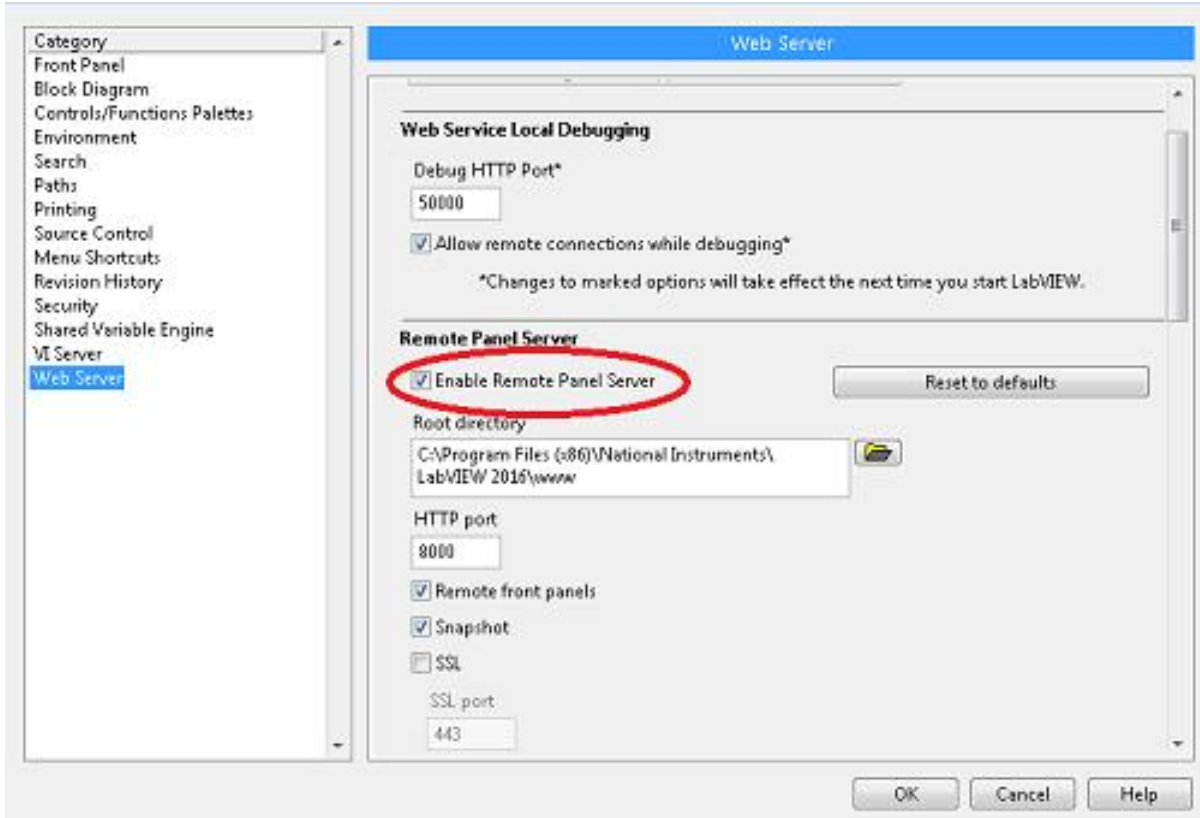 Category
Front Panel
Block Diagram
Controls/Functions Palettes
Environment
Search
Paths
Printing
Source Control
Menu Shortcuts
Revision History
Security
Shared Variable Engine
VI Server
Web Server
Web Server
Web Service Local Debugging
Debug HTTP Port*
50000
Allow remote connections while debugging*
*Changes to marked options will take effect the next time you start LabVIEW.
Remote Panel Server
Enable Remote Panel Server
Reset to defaults
Root directory
C:\Program Files (x86)\National Instruments\
LabVIEW 2016\www
HTTP port
8000
Remote front panels
Snapshot
SSL
SSL port
443
OK Cancel Help